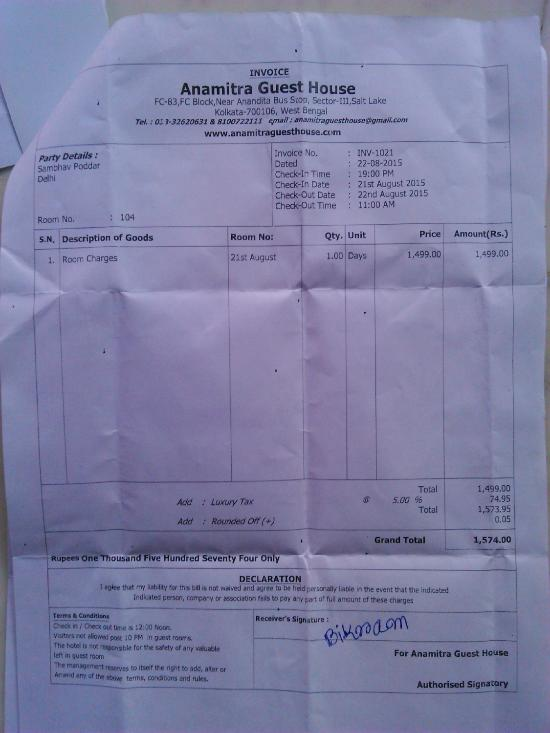 INVOICE
Anamitra Guest House
FC-83,FC Block,Near Anandita Bus Stop, Sector-III,Salt Lake
Kolkata-700106, West Bengal
Tel. : 013-32620631 & 8100722111 email : anamitraguesthouse@gmail.com
www.anamitraguesthouse.com
Party Details :
Sambhav Poddar
Delhi
Room No. : 104
Invoice No. : INV-1021
Dated : 22-08-2015
Check-In Time : 19:00 PM
Check-In Date : 21st August 2015
Check-Out Date : 22nd August 2015
Check-Out Time : 11:00 AM
S.N. Description of Goods Room No: Qty. Unit Price Amount(Rs.)
1. Room Charges 21st August 1.00 Days 1,499.00 1,499.00
Total 1,499.00
Add : Luxury Tax @ 5.00 % 74.95
Total 1,573.95
Add : Rounded Off (+) 0.05
Grand Total 1,574.00
Rupees One Thousand Five Hundred Seventy Four Only
DECLARATION
I agree that my liability for this bill is not waived and agree to be held personally liable in the event that the indicated
Indicated person, company or association fails to pay any part of full amount of these charges
Terms & Conditions
Check in / Check out time is 12:00 Noon.
Visitors not allowed post 10 PM in guest rooms.
The hotel is not responsible for the safety of any valuable
left in guest room
The management reserves to itself the right to add, alter or
Amend any of the above terms, conditions and rules.
Receiver's Signature :
For Anamitra Guest House
Authorised Signatory